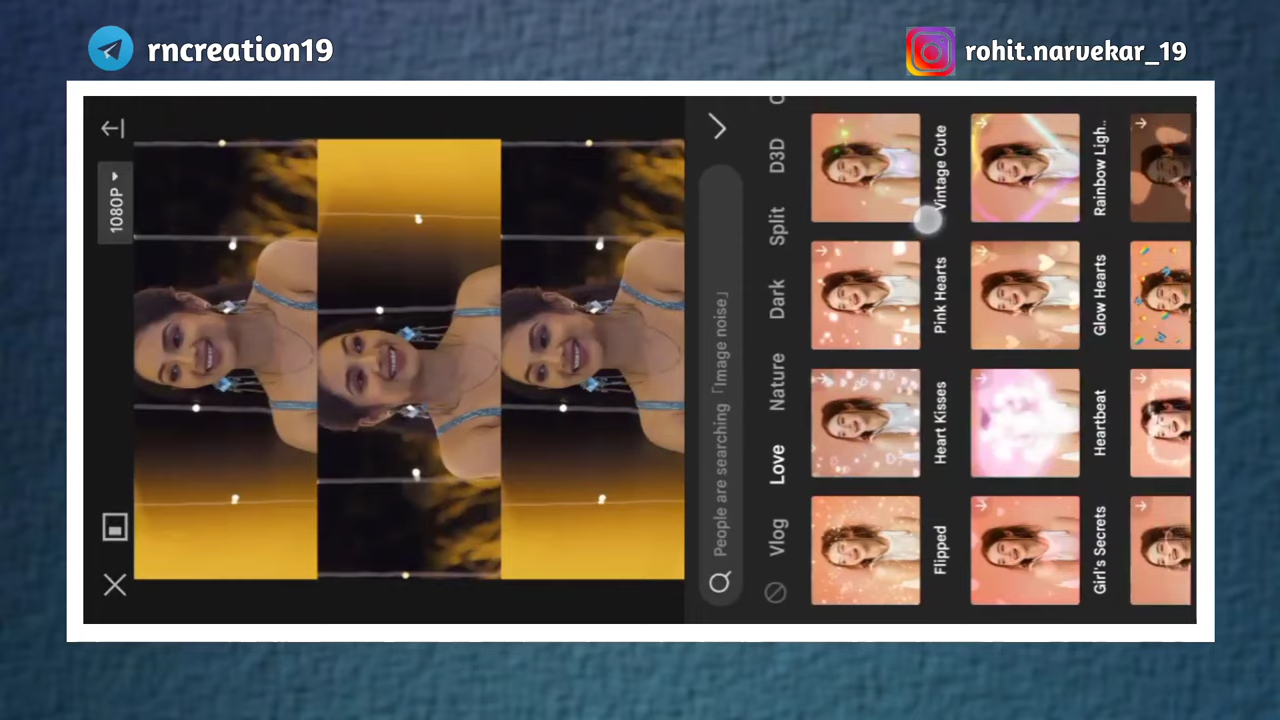 rncreation19
rohit.narvekar_19
1080P
People are searching「Image noise」
Vlog
Love
Nature
Dark
Split
D3D
Flipped
Heart Kisses
Pink Hearts
Vintage Cute
Girl's Secrets
Heartbeat
Glow Hearts
Rainbow Ligh..